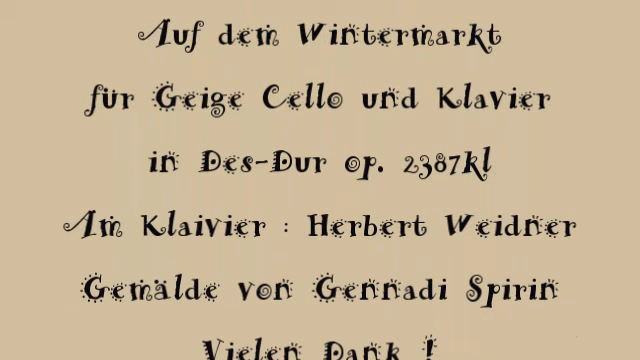 Auf dem Wintermarkt
für Geige Cello und Klavier
in Des-Dur op. 2387kl
Am Klaivier : Herbert Weidner
Gemälde von Gennadi Spirin
Vielen Dank !